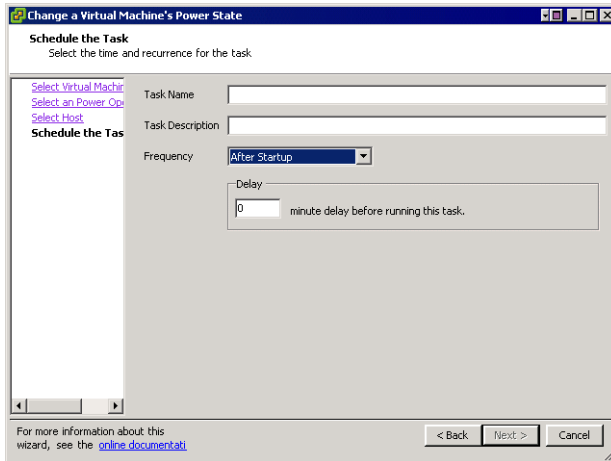 Change a Virtual Machine's Power State
Schedule the Task
Select the time and recurrence for the task
Select Virtual Machin
Select an Power Ope
Select Host
Schedule the Tas
Task Name
Task Description
Frequency
After Startup
Delay
0
minute delay before running this task.
For more information about this
wizard, see the online documentati
< Back
Next >
Cancel